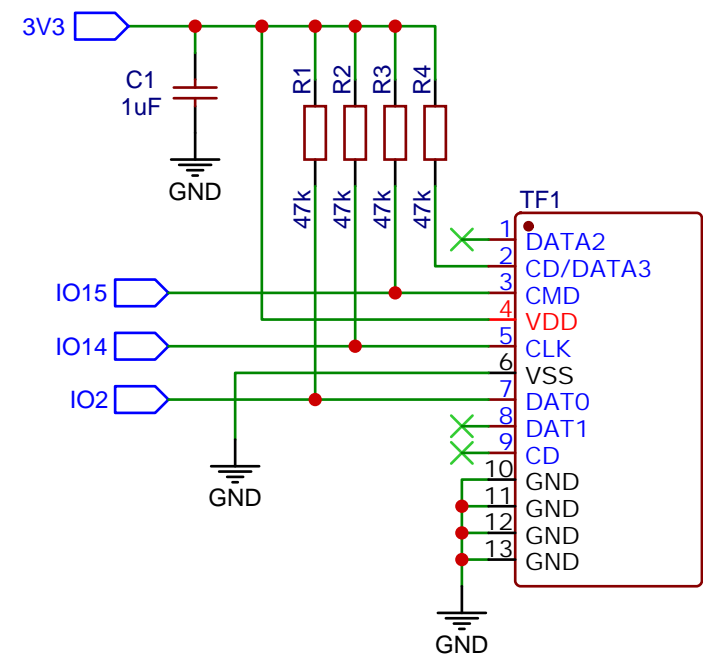 3V3
C1
1uF
GND
R1
R2
R3
R4
47k
47k
47k
47k
TF1
1 DATA2
2 CD/DATA3
IO15
3 CMD
4 VDD
IO14
5 CLK
6 VSS
IO2
7 DAT0
8 DAT1
9 CD
GND
10 GND
11 GND
12 GND
13 GND
GND